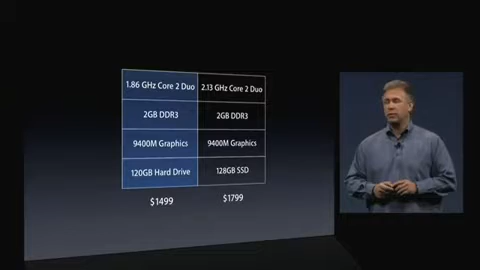 1.86 GHz Core 2 Duo 2.13 GHz Core 2 Duo
2GB DDR3 2GB DDR3
9400M Graphics 9400M Graphics
120GB Hard Drive 128GB SSD
$1499 $1799